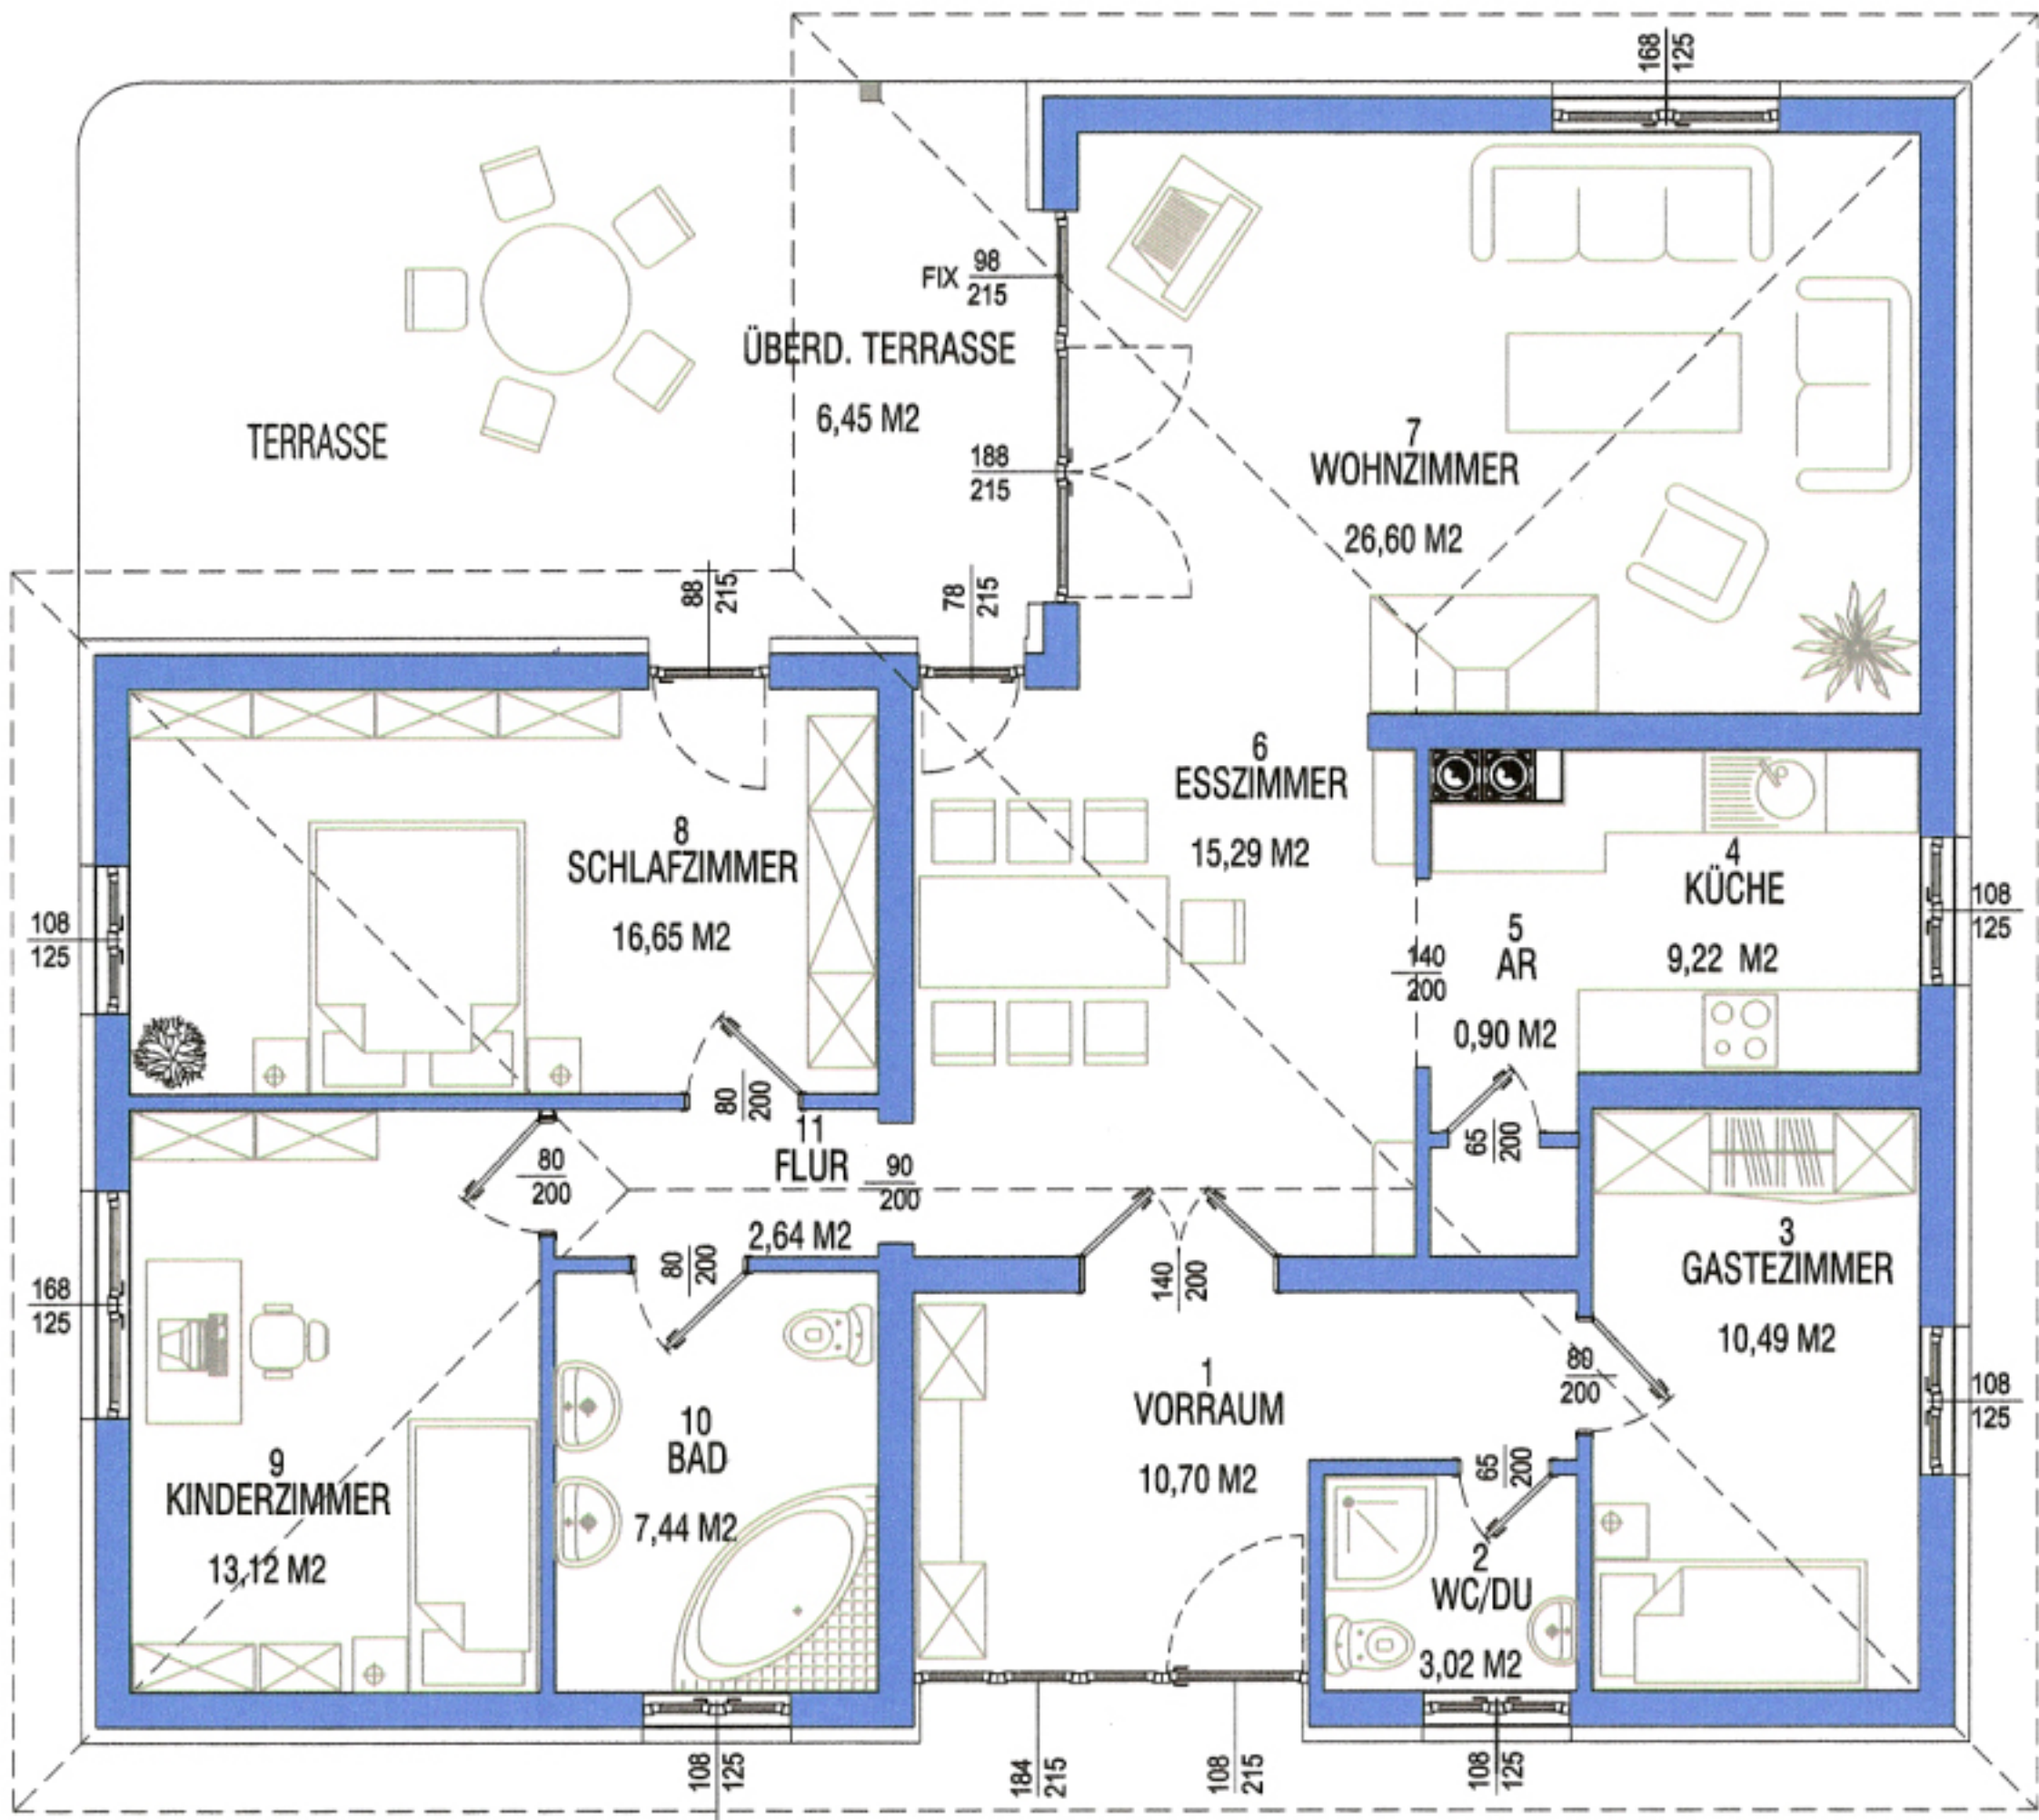 168
125
FIX 98
215
ÜBERD. TERRASSE
6,45 M2
TERRASSE
188
215
7
WOHNZIMMER
26,60 M2
88
215
78
215
6
ESSZIMMER
15,29 M2
8
SCHLAFZIMMER
16,65 M2
4
KÜCHE
9,22 M2
108
125
108
125
5
AR
0,90 M2
140
200
80
200
65
200
11
FLUR
2,64 M2
90
200
80
200
80
200
140
200
3
GASTEZIMMER
10,49 M2
168
125
80
200
108
125
1
VORRAUM
10,70 M2
10
BAD
7,44 M2
9
KINDERZIMMER
13,12 M2
65
200
2
WC/DU
3,02 M2
108
125
184
215
108
215
108
125